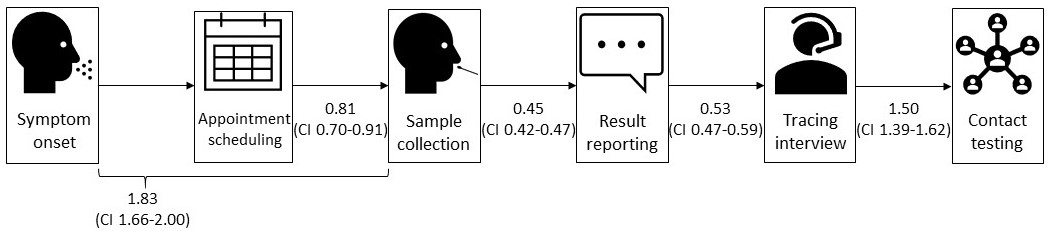 Symptom
onset
Appointment
scheduling
0.81
(CI 0.70-0.91)
Sample
collection
0.45
(CI 0.42-0.47)
Result
reporting
0.53
(CI 0.47-0.59)
Tracing
interview
1.50
(CI 1.39-1.62)
Contact
testing
1.83
(CI 1.66-2.00)